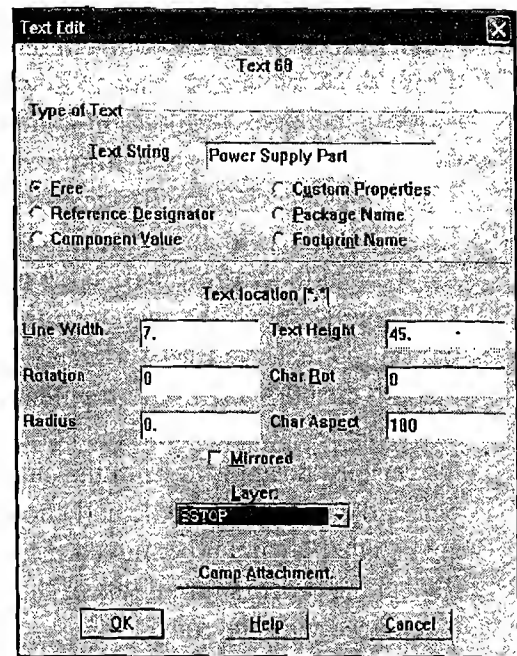 Text Edit
Text 60
Type of Text
Text String Power Supply Part
Free Custom Properties
Reference Designator Package Name
Component Value Footprint Name
Text location [*,*]
Line Width 7. Text Height 45.
Rotation 0 Char Rot 0
Radius 0. Char Aspect 100
Mirrored
Layer:
SSTOP
Comp Attachment.
OK Help Cancel